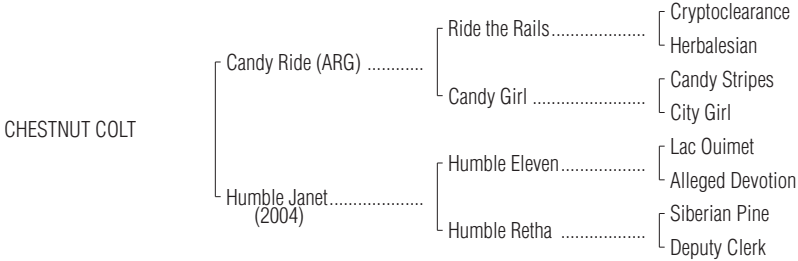 Cryptoclearance
Ride the Rails.....................
Herbalesian
Candy Ride (ARG) ............
Candy Stripes
Candy Girl .........................
City Girl
CHESTNUT COLT
Lac Ouimet
Humble Eleven...................
Alleged Devotion
Humble Janet.....................
(2004)
Siberian Pine
Humble Retha ...................
Deputy Clerk